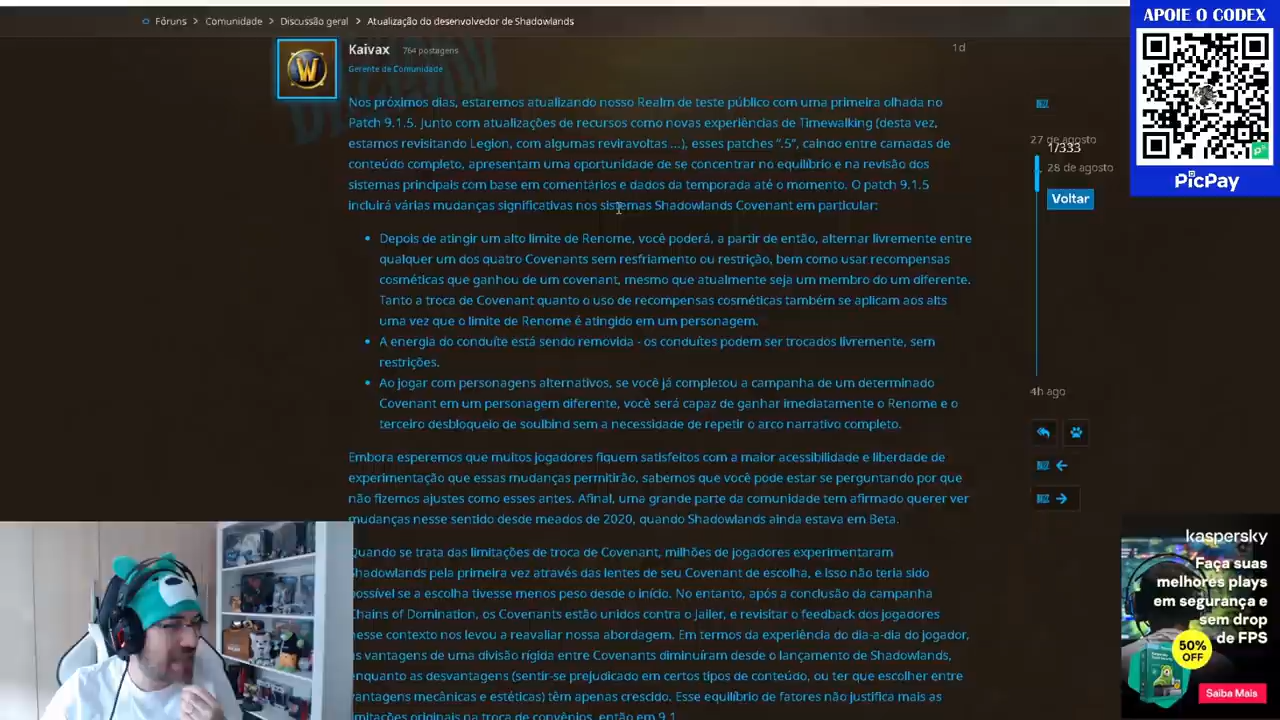 Fóruns > Comunidade > Discussão geral > Atualização do desenvolvedor de Shadowlands
APOIE O CODEX
PicPay
Kaivax 764 postagens
1d
Gerente de Comunidade
Nos próximos dias, estaremos atualizando nosso Realm de teste público com uma primeira olhada no
Patch 9.1.5. Junto com atualizações de recursos como novas experiências de Timewalking (desta vez,
estamos revisitando Legion, com algumas reviravoltas ...), esses patches “.5”, caindo entre camadas de
conteúdo completo, apresentam uma oportunidade de se concentrar no equilíbrio e na revisão dos
sistemas principais com base em comentários e dados da temporada até o momento. O patch 9.1.5
incluirá várias mudanças significativas nos sistemas Shadowlands Covenant em particular:
27 de agosto
1/333
28 de agosto
Voltar
4h ago
Depois de atingir um alto limite de Renome, você poderá, a partir de então, alternar livremente entre
qualquer um dos quatro Covenants sem resfriamento ou restrição, bem como usar recompensas
cosméticas que ganhou de um covenant, mesmo que atualmente seja um membro do um diferente.
Tanto a troca de Covenant quanto o uso de recompensas cosméticas também se aplicam aos alts
uma vez que o limite de Renome é atingido em um personagem.
A energia do conduíte está sendo removida - os conduítes podem ser trocados livremente, sem
restrições.
Ao jogar com personagens alternativos, se você já completou a campanha de um determinado
Covenant em um personagem diferente, você será capaz de ganhar imediatamente o Renome e o
terceiro desbloqueio de soulbind sem a necessidade de repetir o arco narrativo completo.
Embora esperemos que muitos jogadores fiquem satisfeitos com a maior acessibilidade e liberdade de
experimentação que essas mudanças permitirão, sabemos que você pode estar se perguntando por que
não fizemos ajustes como esses antes. Afinal, uma grande parte da comunidade tem afirmado querer ver
mudanças nesse sentido desde meados de 2020, quando Shadowlands ainda estava em Beta.
Quando se trata das limitações de troca de Covenant, milhões de jogadores experimentaram
Shadowlands pela primeira vez através das lentes de seu Covenant de escolha, e isso não teria sido
possível se a escolha tivesse menos peso desde o início. No entanto, após a conclusão da campanha
Chains of Domination, os Covenants estão unidos contra o Jailer, e revisitar o feedback dos jogadores
nesse contexto nos levou a reavaliar nossa abordagem. Em termos da experiência do dia-a-dia do jogador,
as vantagens de uma divisão rígida entre Covenants diminuíram desde o lançamento de Shadowlands,
enquanto as desvantagens (sentir-se prejudicado em certos tipos de conteúdo, ou ter que escolher entre
vantagens mecânicas e estéticas) têm apenas crescido. Esse equilíbrio de fatores não justifica mais as
limitações originais na troca de convênios, então em 9.1
kaspersky
Faça suas
melhores plays
em segurança e
sem drop
de FPS
50%
OFF
Saiba Mais